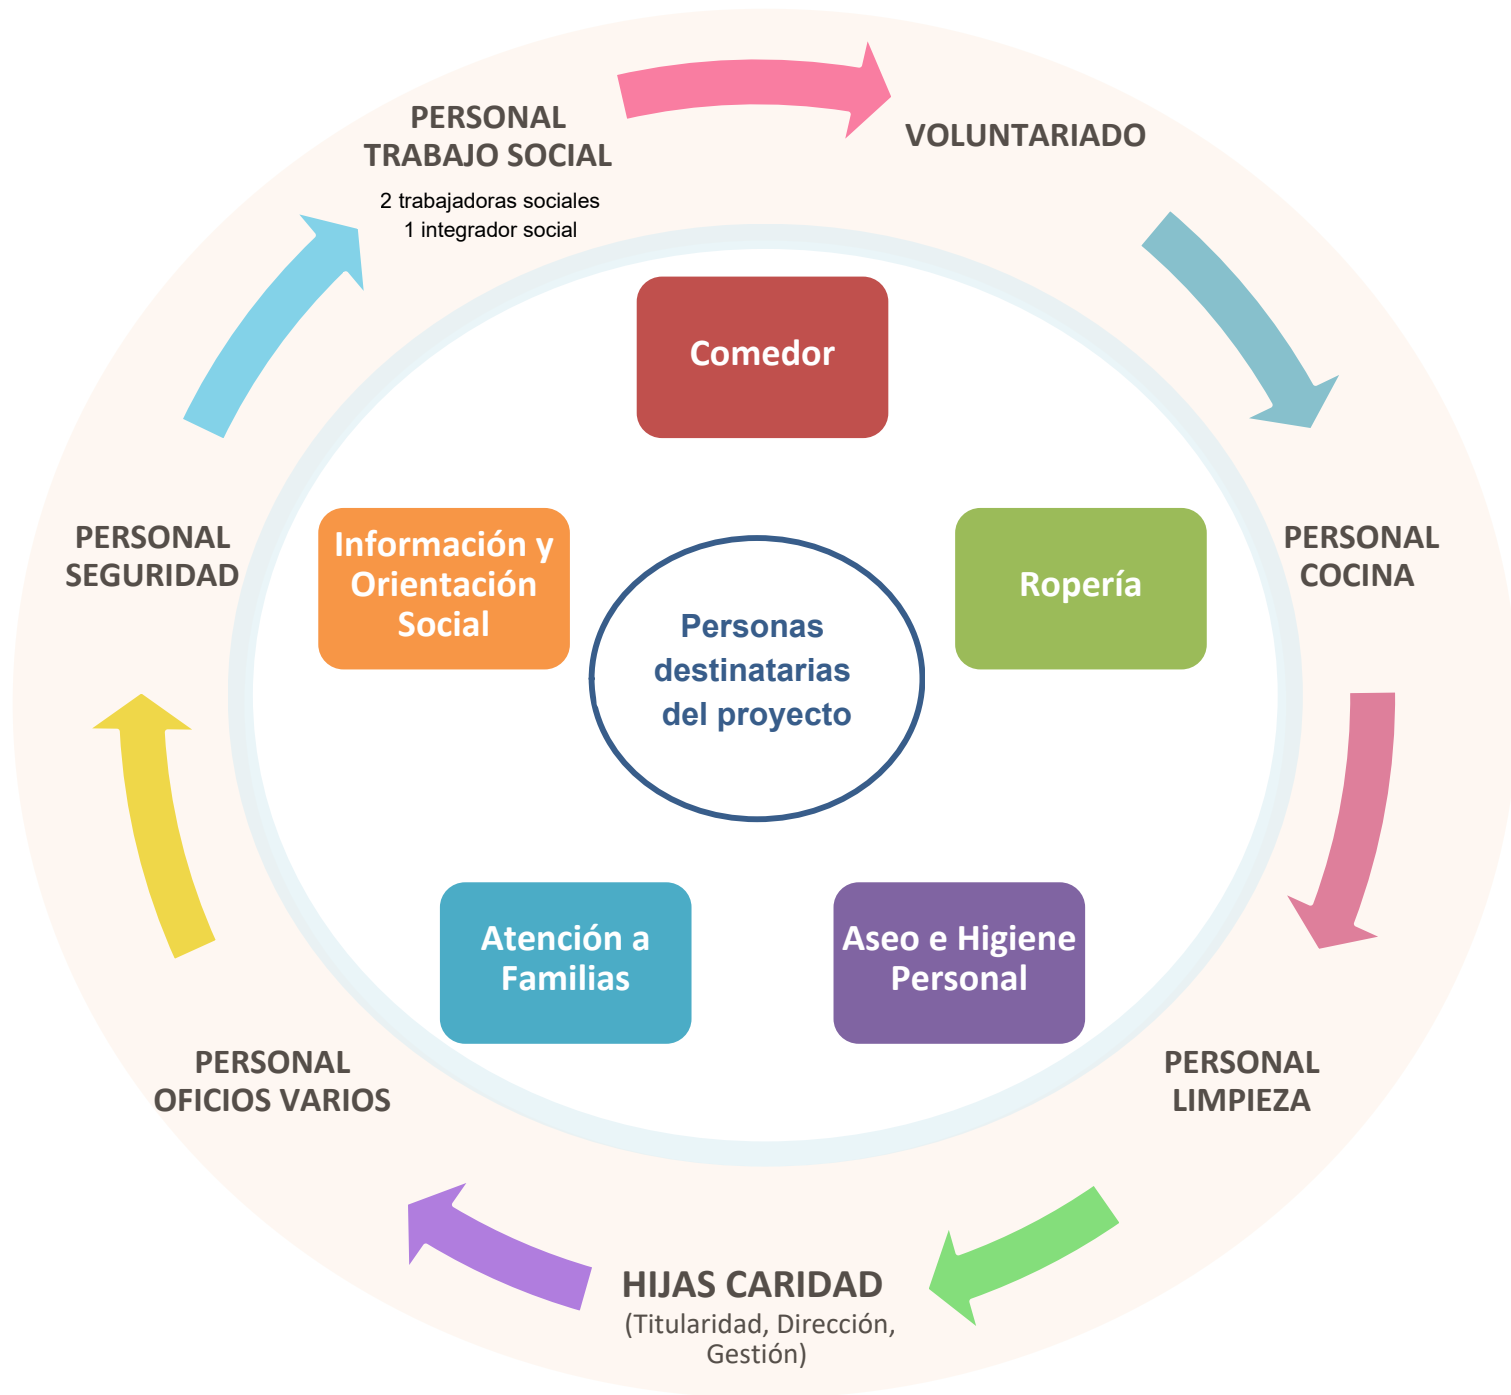 PERSONAL
TRABAJO SOCIAL
2 trabajadoras sociales
1 integrador social
VOLUNTARIADO
PERSONAL
COCINA
PERSONAL
LIMPIEZA
HIJAS CARIDAD
(Titularidad, Dirección,
Gestión)
PERSONAL
OFICIOS VARIOS
PERSONAL
SEGURIDAD
Comedor
Ropería
Aseo e Higiene
Personal
Atención a
Familias
Información y
Orientación
Social
Personas
destinatarias
del proyecto